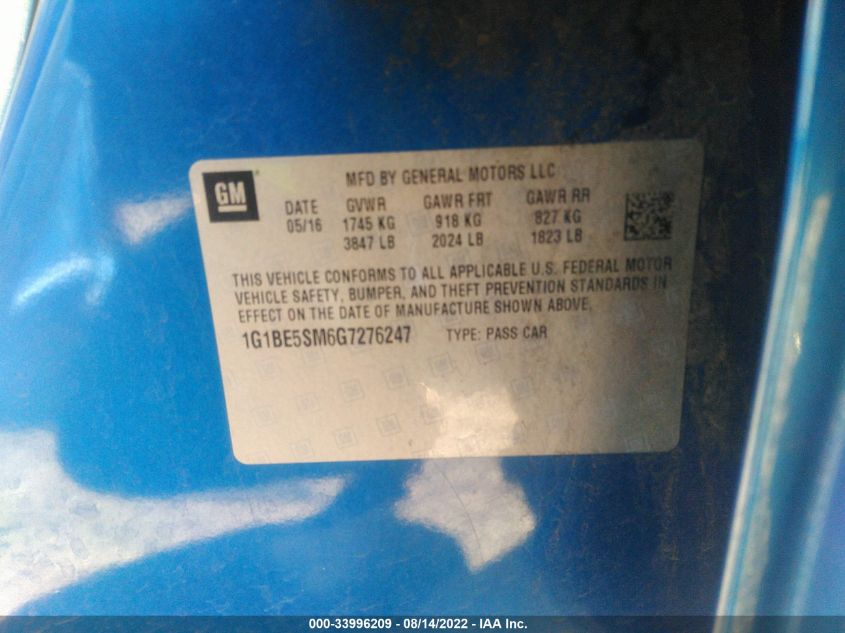 GM
MFD BY GENERAL MOTORS LLC
DATE GVWR GAWR FRT GAWR RR
05/16 1745 KG 918 KG 827 KG
3847 LB 2024 LB 1823 LB
THIS VEHICLE CONFORMS TO ALL APPLICABLE U.S. FEDERAL MOTOR
VEHICLE SAFETY, BUMPER, AND THEFT PREVENTION STANDARDS IN
EFFECT ON THE DATE OF MANUFACTURE SHOWN ABOVE.
1G1BE5SM6G7276247 TYPE: PASS CAR
000-33996209 - 08/14/2022 - IAA Inc.